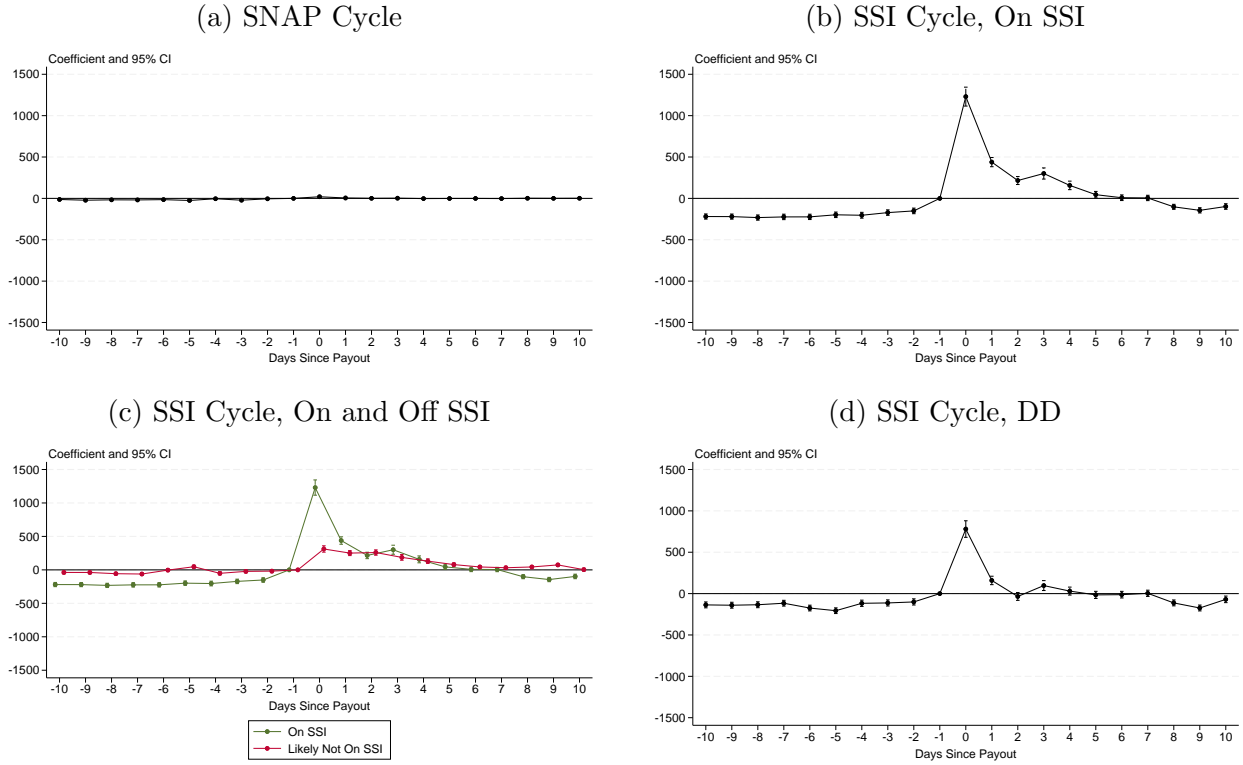 (a) SNAP Cycle
Coefficient and 95% CI
1500
1000
500
0
-500
-1000
-1500
-10 -9 -8 -7 -6 -5 -4 -3 -2 -1 0 1 2 3 4 5 6 7 8 9 10
Days Since Payout
(b) SSI Cycle, On SSI
Coefficient and 95% CI
1500
1000
500
0
-500
-1000
-1500
-10 -9 -8 -7 -6 -5 -4 -3 -2 -1 0 1 2 3 4 5 6 7 8 9 10
Days Since Payout
(c) SSI Cycle, On and Off SSI
Coefficient and 95% CI
1500
1000
500
0
-500
-1000
-1500
-10 -9 -8 -7 -6 -5 -4 -3 -2 -1 0 1 2 3 4 5 6 7 8 9 10
Days Since Payout
On SSI
Likely Not On SSI
(d) SSI Cycle, DD
Coefficient and 95% CI
1500
1000
500
0
-500
-1000
-1500
-10 -9 -8 -7 -6 -5 -4 -3 -2 -1 0 1 2 3 4 5 6 7 8 9 10
Days Since Payout